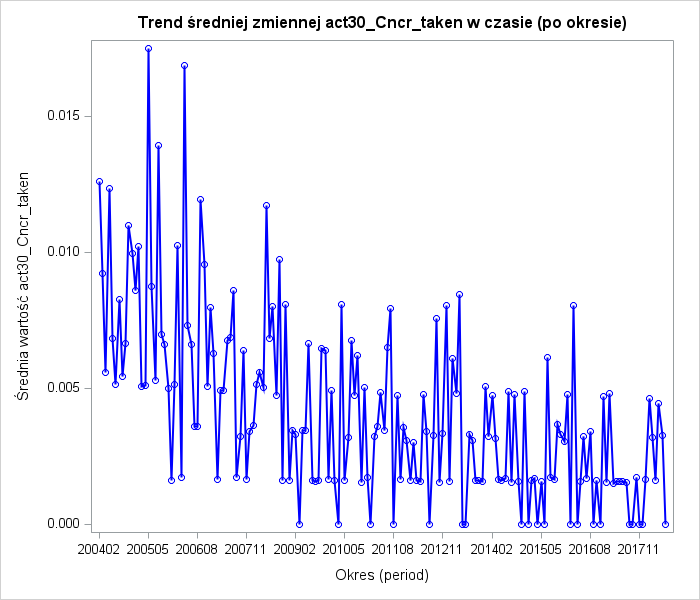 Trend średniej zmiennej act30_Cncr_taken w czasie (po okresie)
Średnia wartość act30_Cncr_taken
0.015
0.010
0.005
0.000
200402 200505 200608 200711 200902 201005 201108 201211 201402 201505 201608 201711
Okres (period)